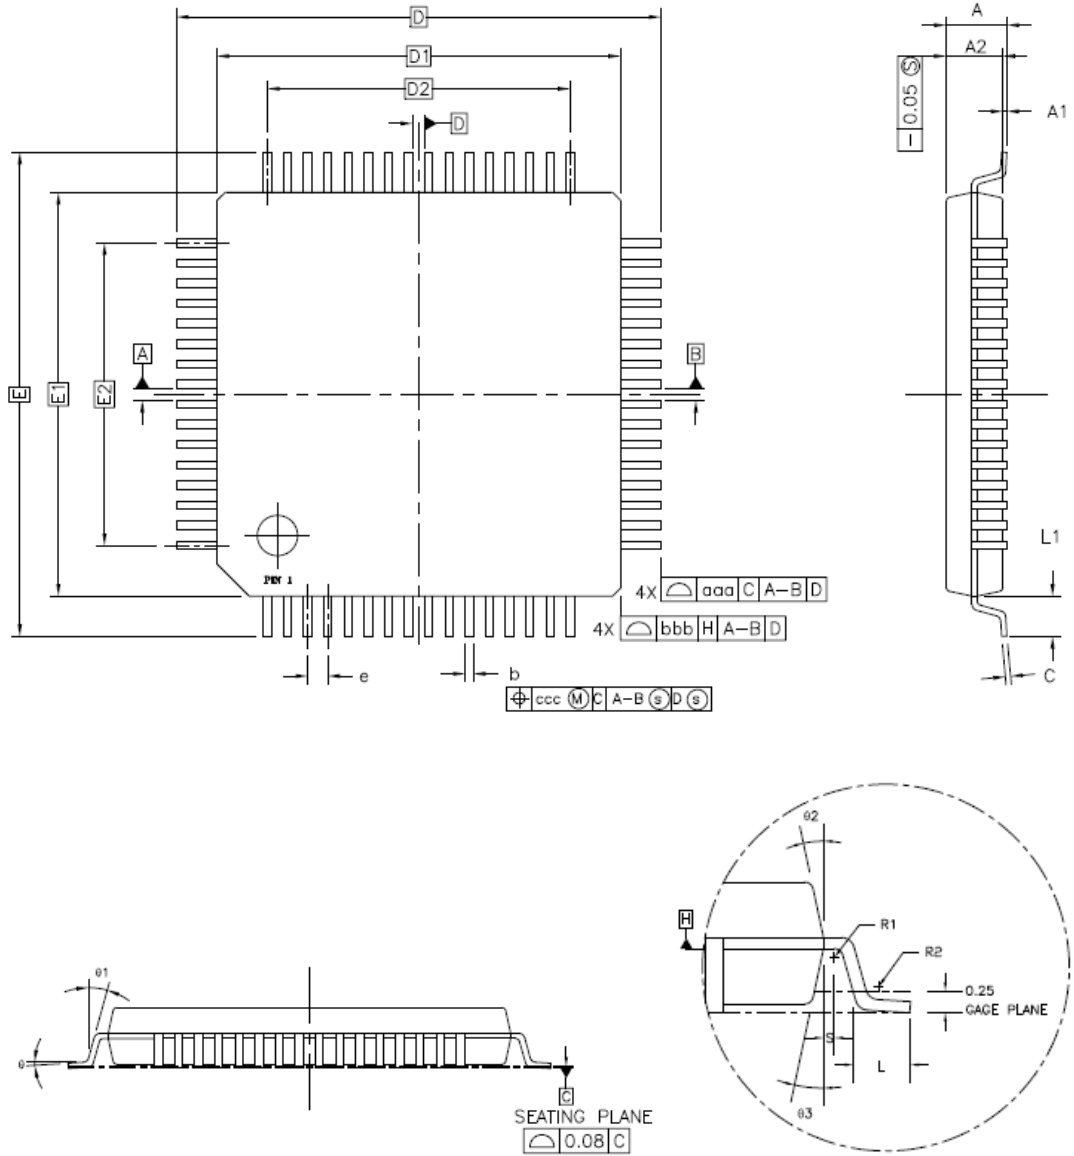 D
D1
D2
D
A
A2
A1
– 0.05 Ⓢ
E
E1
E2
A
B
PIN 1
L1
4X ⌓ aaa C A–B D
4X ⌓ bbb H A–B D
e
b
⌖ ccc Ⓜ C A–B ⓢ D ⓢ
C
θ2
H
R1
R2
0.25
GAGE PLANE
S
L
θ3
θ1
θ
C
SEATING PLANE
⌓ 0.08 C